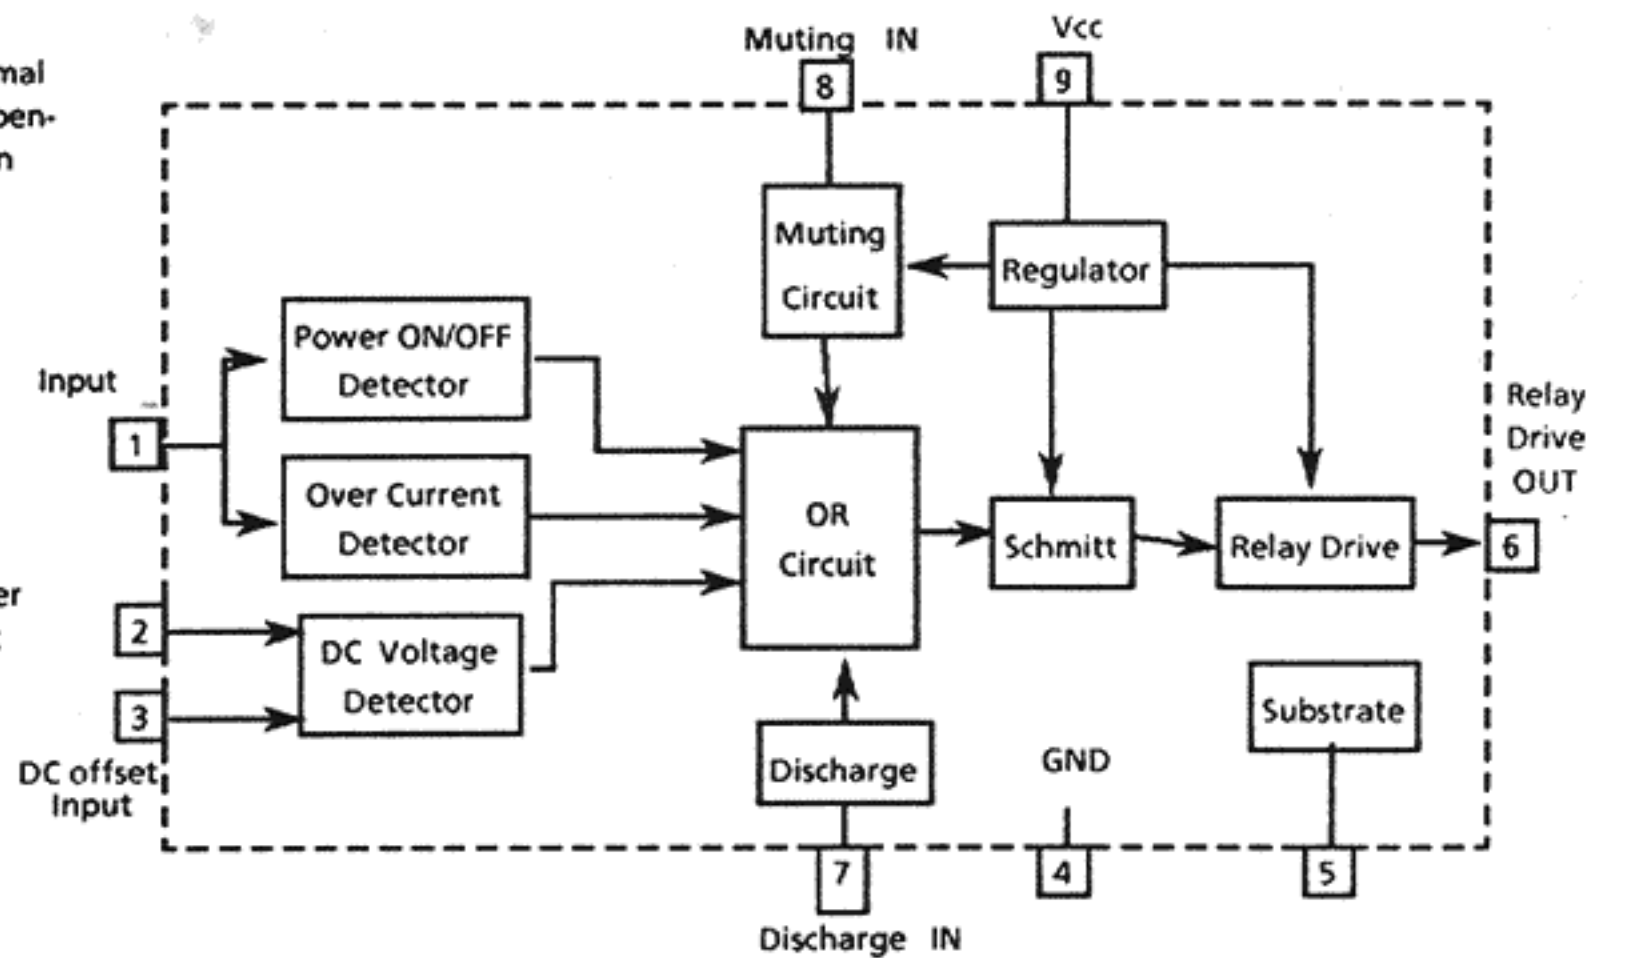 Muting IN
Vcc
8
9
Muting
Circuit
Regulator
Power ON/OFF
Detector
Input
1
Over Current
Detector
OR
Circuit
Schmitt
Relay Drive
Relay
Drive
OUT
6
2
3
DC Voltage
Detector
DC offset
Input
Discharge
GND
Substrate
7
4
5
Discharge IN